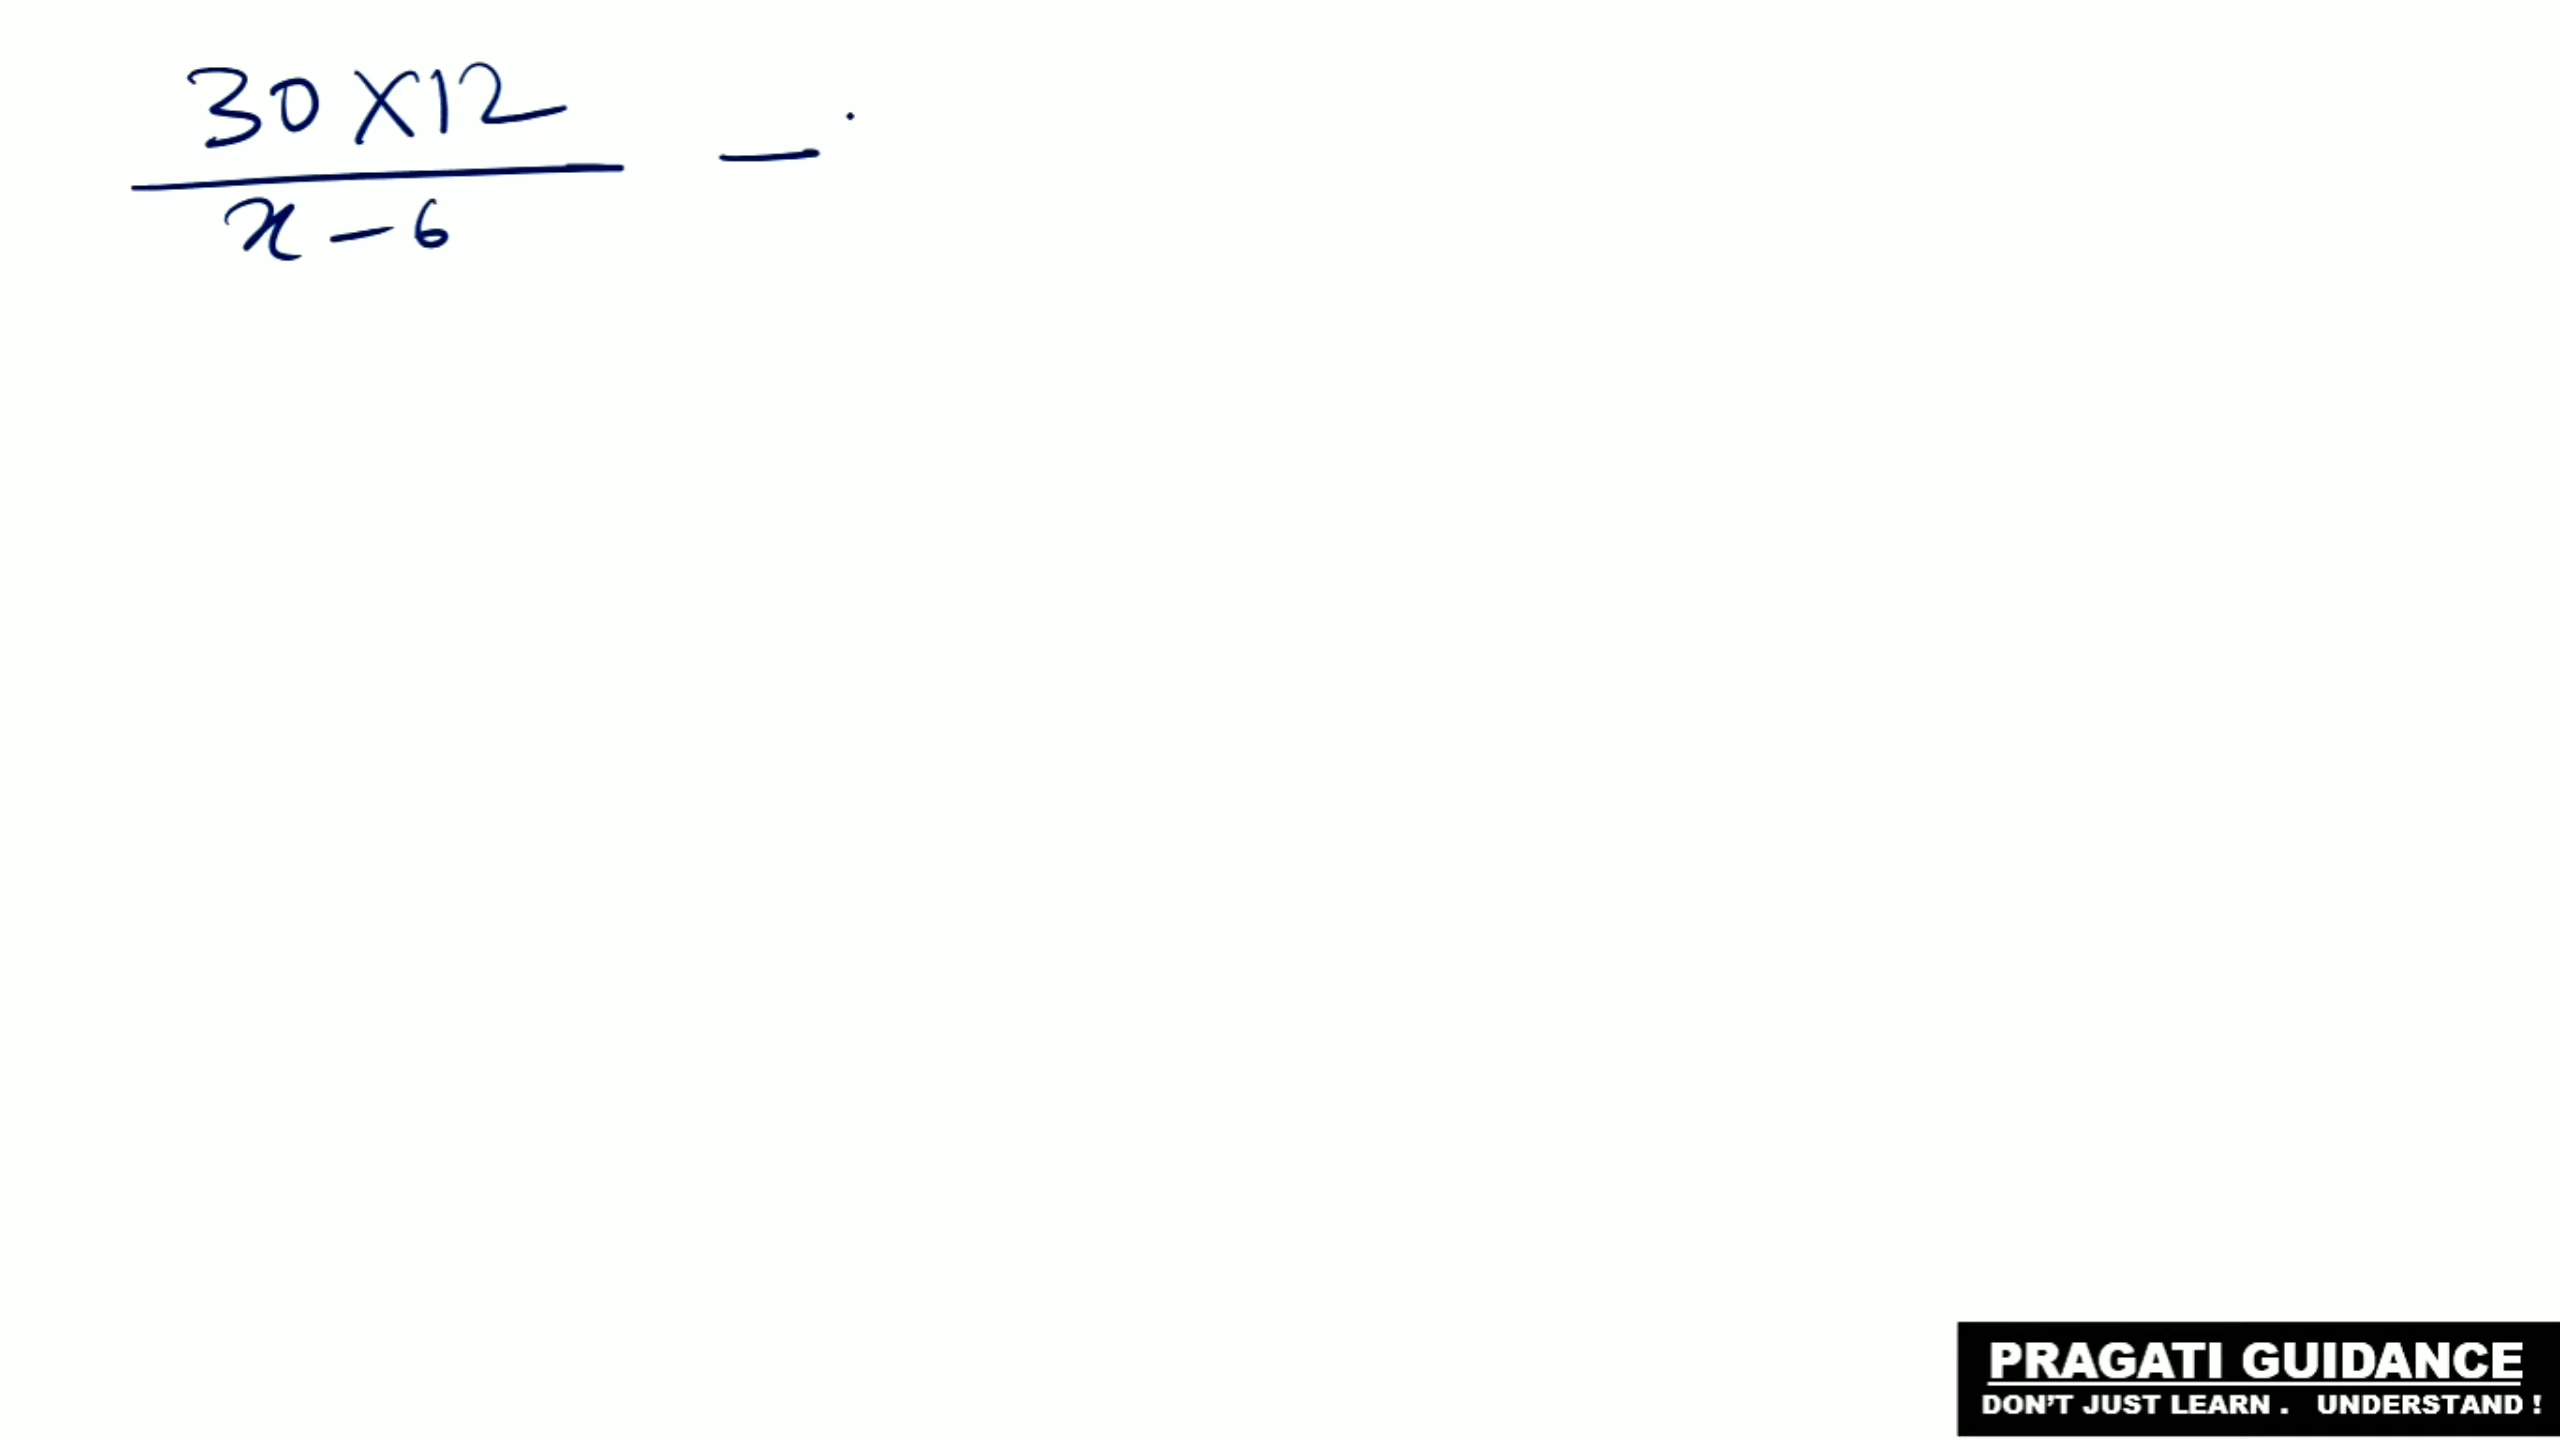 30×12 —
x-6
PRAGATI GUIDANCE
DON'T JUST LEARN. UNDERSTAND!